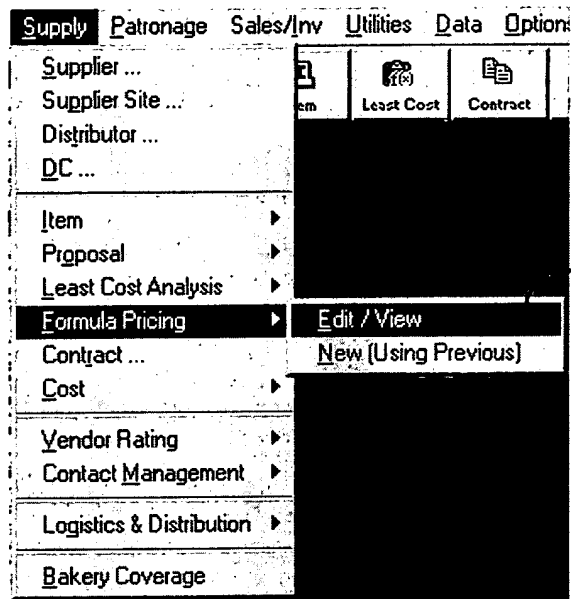 Supply Patronage Sales/Inv Utilities Data Option
Supplier ...
Supplier Site ...
em Least Cost Contract
Distributor ...
DC ...
Item
Proposal
Least Cost Analysis
Formula Pricing Edit / View
Contract ... New (Using Previous)
Cost
Vendor Rating
Contact Management
Logistics & Distribution
Bakery Coverage